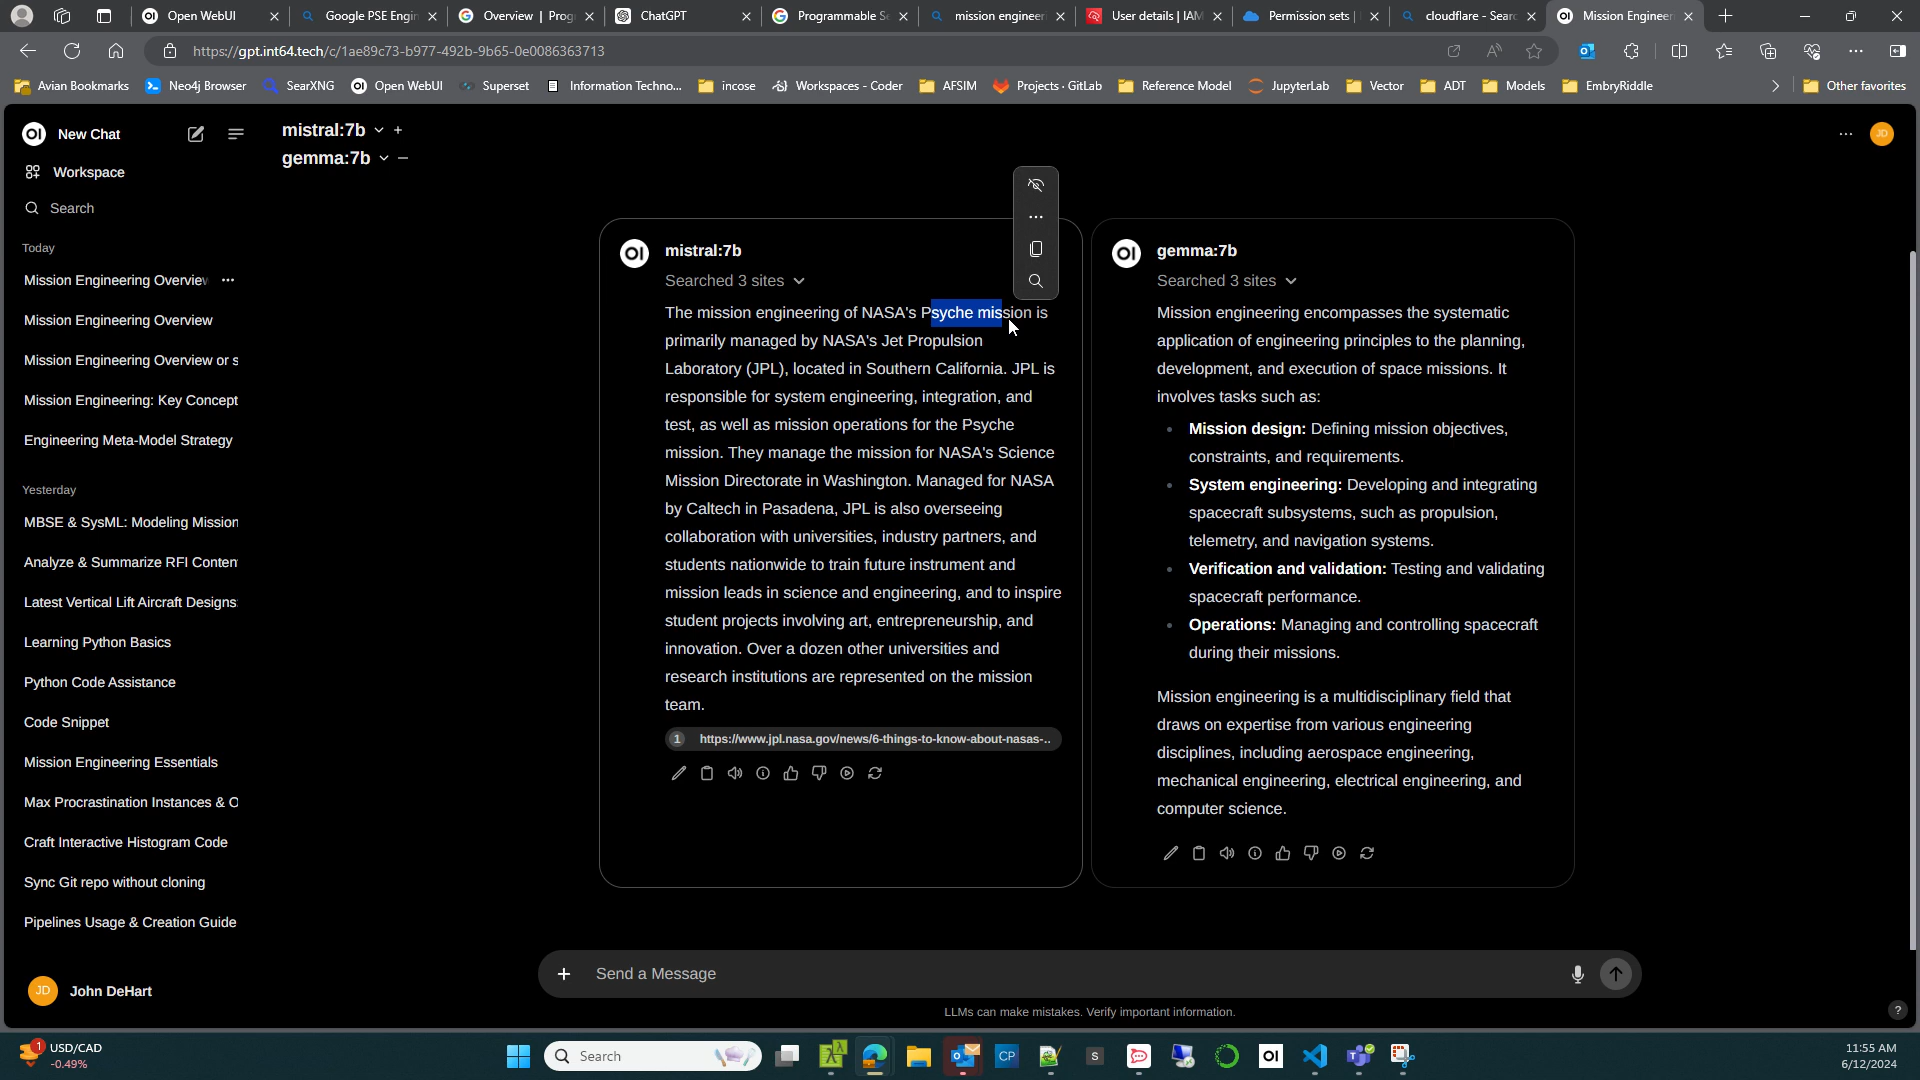 Open WebUI
Google PSE Engin
Overview | Prog
ChatGPT
Programmable Se
mission engineeri
User details | IAM
Permission sets |
cloudflare - Searc
Mission Engineer
https://gpt.int64.tech/c/1ae89c73-b977-492b-9b65-0e0086363713
Avian Bookmarks
Neo4j Browser
SearXNG
Open WebUI
Superset
Information Techno...
incose
Workspaces - Coder
AFSIM
Projects · GitLab
Reference Model
JupyterLab
Vector
ADT
Models
EmbryRiddle
Other favorites
OI New Chat
Workspace
Search
Today
Mission Engineering Overview
Mission Engineering Overview
Mission Engineering Overview or s
Mission Engineering: Key Concept
Engineering Meta-Model Strategy
Yesterday
MBSE & SysML: Modeling Mission
Analyze & Summarize RFI Conten
Latest Vertical Lift Aircraft Designs:
Learning Python Basics
Python Code Assistance
Code Snippet
Mission Engineering Essentials
Max Procrastination Instances & O
Craft Interactive Histogram Code
Sync Git repo without cloning
Pipelines Usage & Creation Guide
JD John DeHart
mistral:7b
gemma:7b
JD
OI mistral:7b
Searched 3 sites
The mission engineering of NASA's Psyche mission is
primarily managed by NASA's Jet Propulsion
Laboratory (JPL), located in Southern California. JPL is
responsible for system engineering, integration, and
test, as well as mission operations for the Psyche
mission. They manage the mission for NASA's Science
Mission Directorate in Washington. Managed for NASA
by Caltech in Pasadena, JPL is also overseeing
collaboration with universities, industry partners, and
students nationwide to train future instrument and
mission leads in science and engineering, and to inspire
student projects involving art, entrepreneurship, and
innovation. Over a dozen other universities and
research institutions are represented on the mission
team.
1 https://www.jpl.nasa.gov/news/6-things-to-know-about-nasas-..
OI gemma:7b
Searched 3 sites
Mission engineering encompasses the systematic
application of engineering principles to the planning,
development, and execution of space missions. It
involves tasks such as:
• Mission design: Defining mission objectives,
constraints, and requirements.
• System engineering: Developing and integrating
spacecraft subsystems, such as propulsion,
telemetry, and navigation systems.
• Verification and validation: Testing and validating
spacecraft performance.
• Operations: Managing and controlling spacecraft
during their missions.
Mission engineering is a multidisciplinary field that
draws on expertise from various engineering
disciplines, including aerospace engineering,
mechanical engineering, electrical engineering, and
computer science.
Send a Message
LLMs can make mistakes. Verify important information.
?
1
USD/CAD
-0.49%
Search
CP
S
OI
11:55 AM
6/12/2024